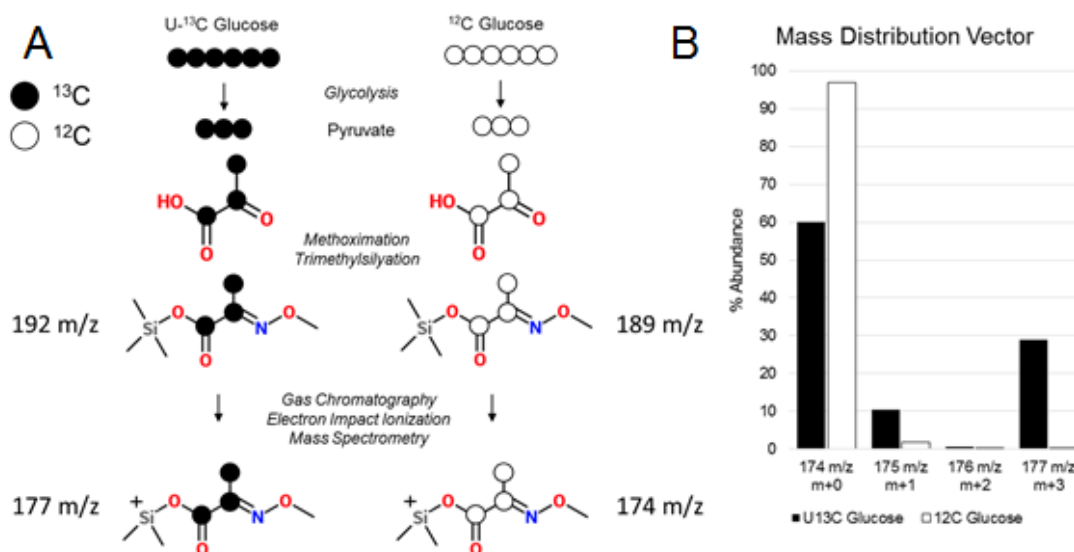 A
U-¹³C Glucose
¹²C Glucose
¹³C
¹²C
Glycolysis
Pyruvate
HO
O
O
HO
O
O
Methoximation
Trimethylsilyation
192 m/z
Si
O
O
N
O
Si
O
O
N
O
189 m/z
Gas Chromatography
Electron Impact Ionization
Mass Spectrometry
177 m/z
+
Si
O
O
N
O
+
Si
O
O
N
O
174 m/z
B
Mass Distribution Vector
% Abundance
100
90
80
70
60
50
40
30
20
10
0
174 m/z
m+0
175 m/z
m+1
176 m/z
m+2
177 m/z
m+3
U13C Glucose
12C Glucose